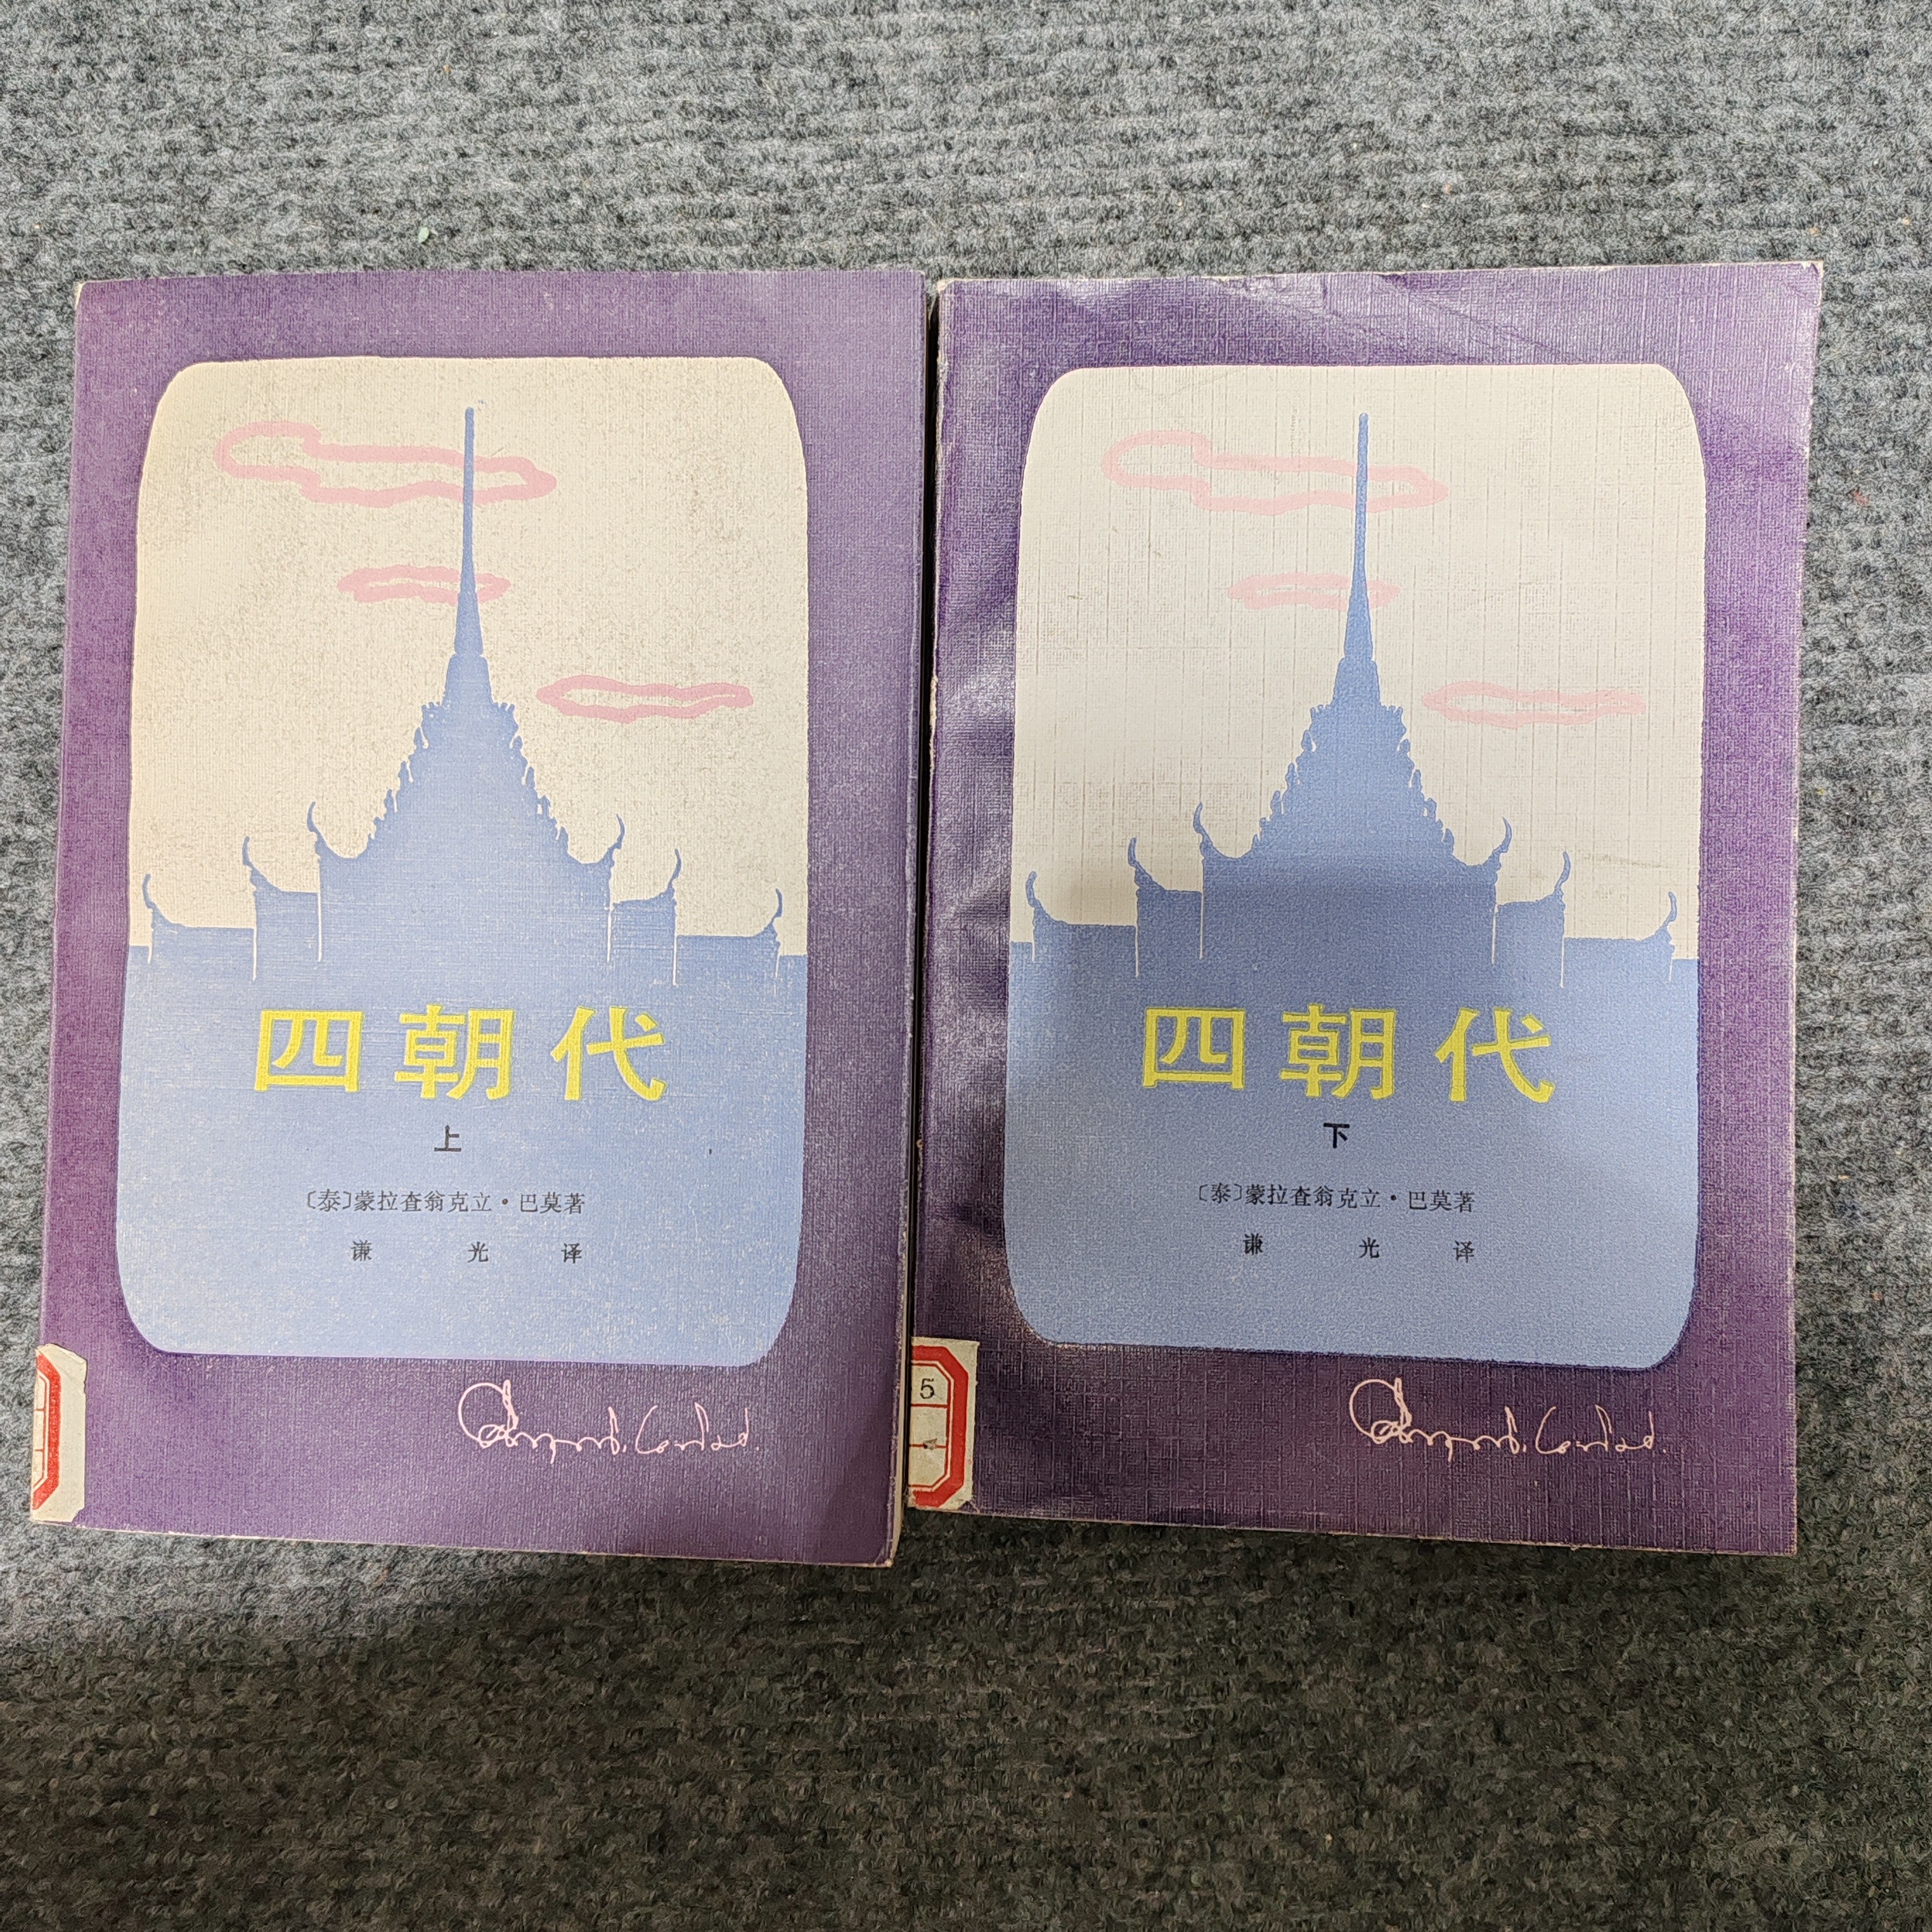 四朝代
上
〔泰〕蒙拉查翁克立·巴莫著
谦光译
四朝代
下
〔泰〕蒙拉查翁克立·巴莫著
谦光译
5